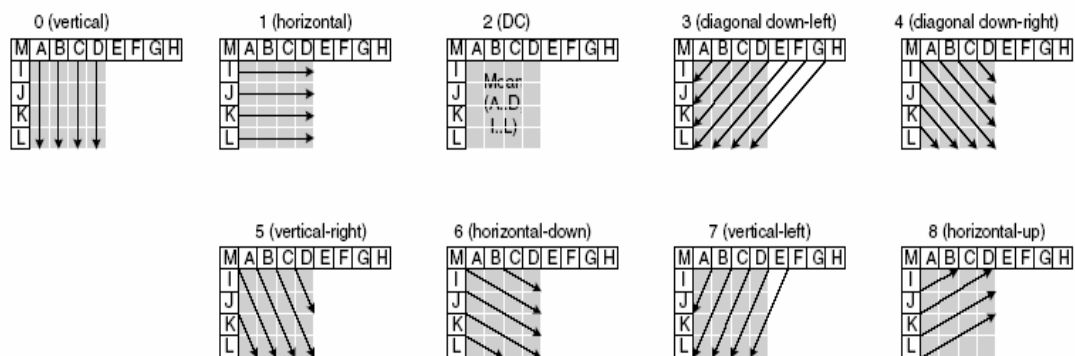 0 (vertical)
M A B C D E F G H
I
J
K
L
1 (horizontal)
M A B C D E F G H
I
J
K
L
2 (DC)
M A B C D E F G H
I
J
K
L
Mean
(A..D
I..L)
3 (diagonal down-left)
M A B C D E F G H
I
J
K
L
4 (diagonal down-right)
M A B C D E F G H
I
J
K
L
5 (vertical-right)
M A B C D E F G H
I
J
K
L
6 (horizontal-down)
M A B C D E F G H
I
J
K
L
7 (vertical-left)
M A B C D E F G H
I
J
K
L
8 (horizontal-up)
M A B C D E F G H
I
J
K
L